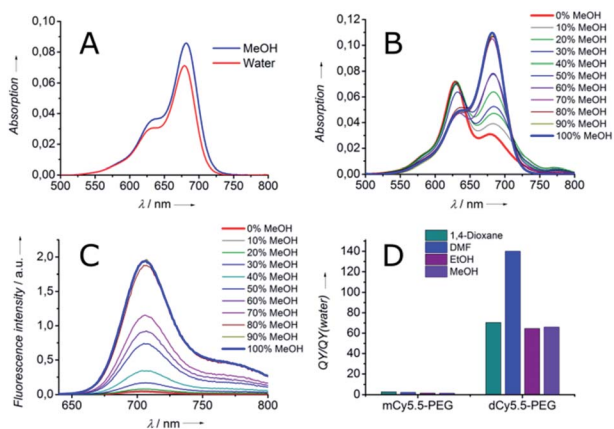 A
0,10
0,08
0,06
0,04
0,02
0,00
Absorption
500 550 600 650 700 750 800
λ / nm
MeOH
Water
B
0,12
0,10
0,08
0,06
0,04
0,02
0,00
Absorption
500 550 600 650 700 750 800
λ / nm
0% MeOH
10% MeOH
20% MeOH
30% MeOH
40% MeOH
50% MeOH
60% MeOH
70% MeOH
80% MeOH
90% MeOH
100% MeOH
C
2,0
1,5
1,0
0,5
0,0
Fluorescence intensity / a.u.
650 700 750 800
λ / nm
0% MeOH
10% MeOH
20% MeOH
30% MeOH
40% MeOH
50% MeOH
60% MeOH
70% MeOH
80% MeOH
90% MeOH
100% MeOH
D
140
120
100
80
60
40
20
0
QY/QY(water)
1,4-Dioxane
DMF
EtOH
MeOH
mCy5.5-PEG dCy5.5-PEG